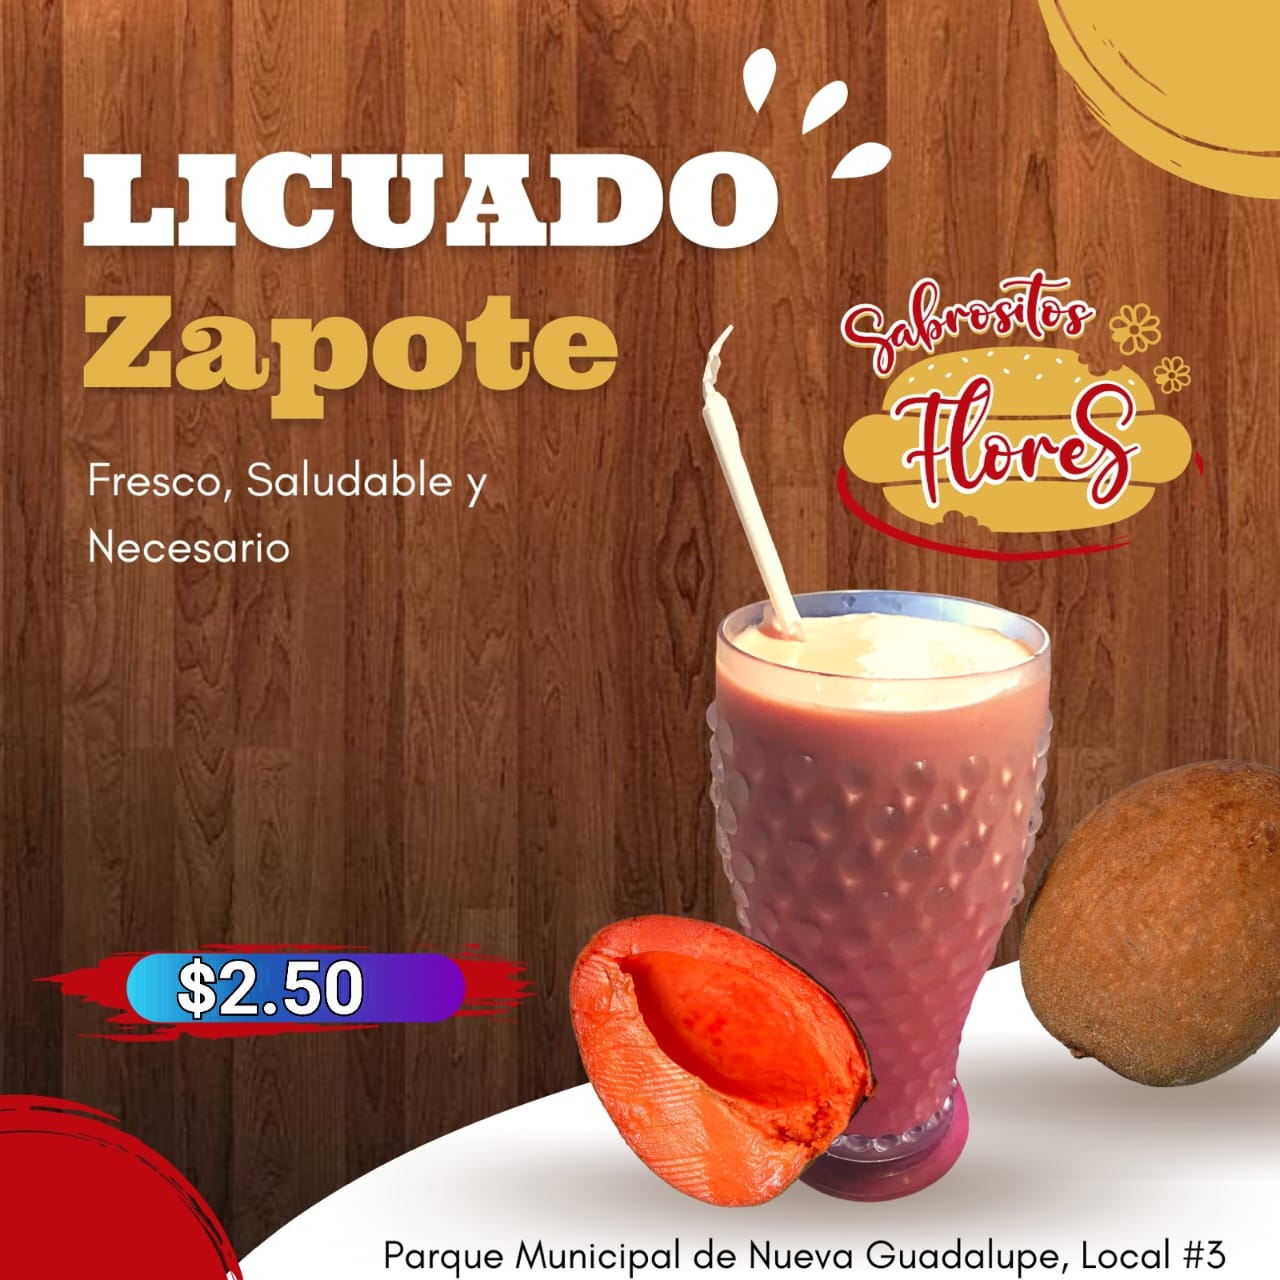 LICUADO
Zapote
Fresco, Saludable y
Necesario
Sabrositos
Flores
$2.50
Parque Municipal de Nueva Guadalupe, Local #3